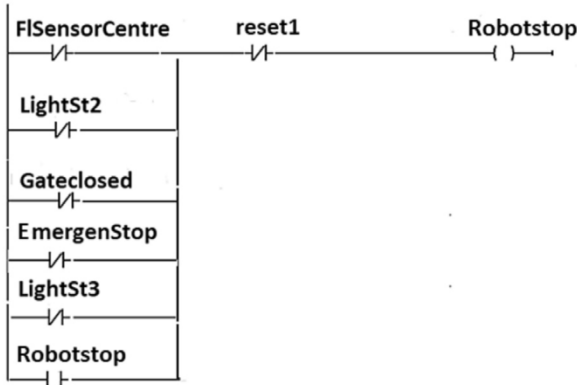 FlSensorCentre reset1 Robotstop
LightSt2
Gateclosed
EmergenStop
LightSt3
Robotstop